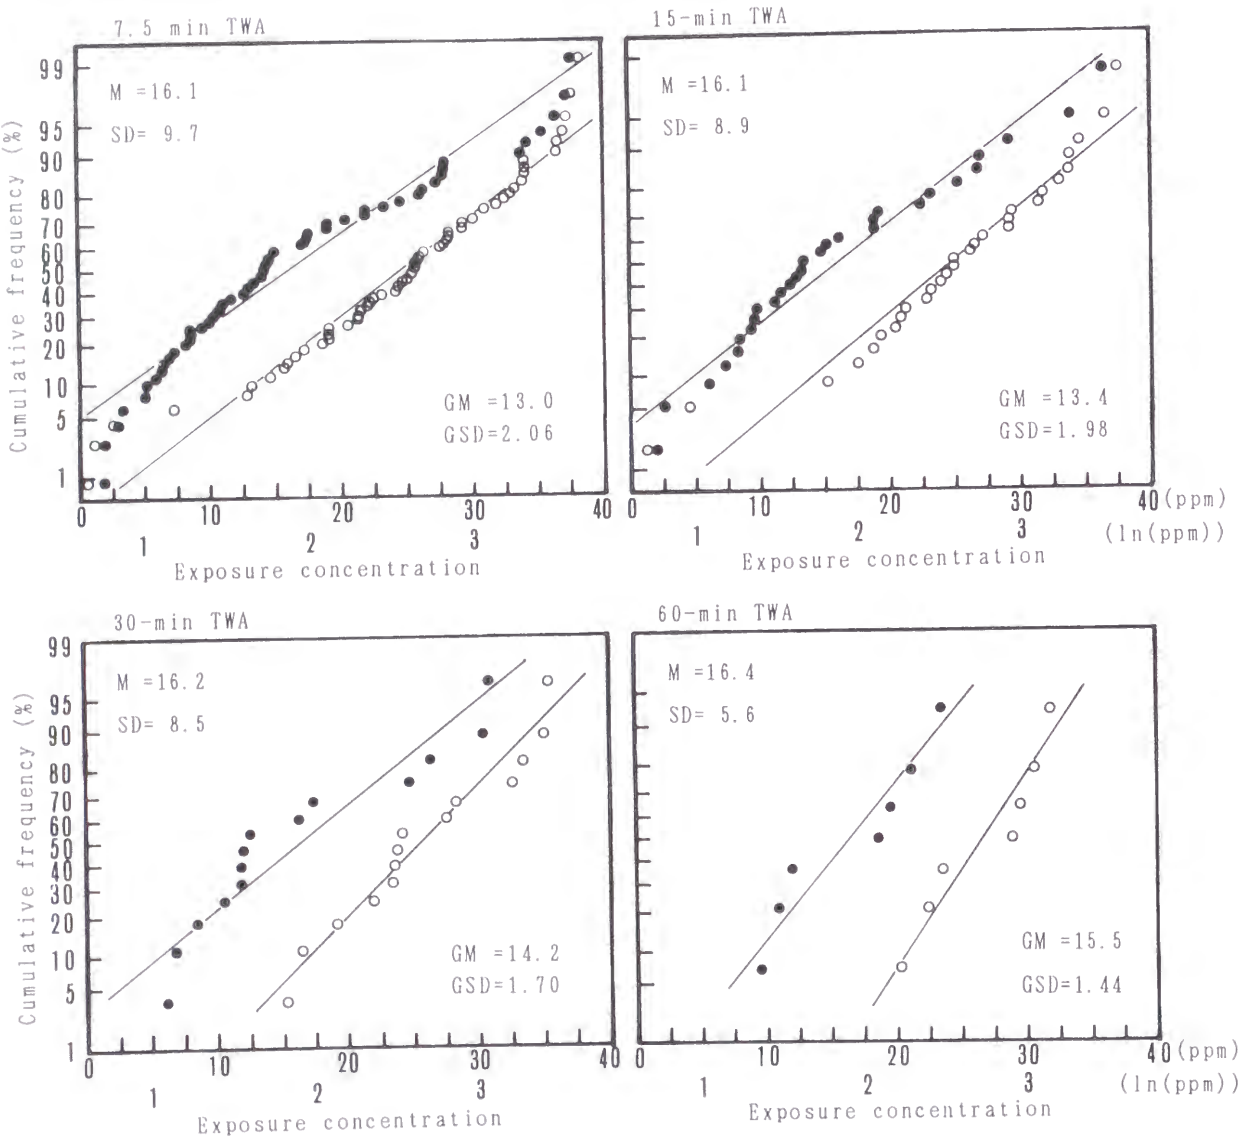 7.5 min TWA
M =16.1
SD= 9.7
GM =13.0
GSD=2.06
Cumulative frequency (%)
99
95
90
80
70
60
50
40
30
20
10
5
1
0 10 20 30 40
1 2 3
Exposure concentration
15-min TWA
M =16.1
SD= 8.9
GM =13.4
GSD=1.98
0 10 20 30 40 (ppm)
1 2 3 (ln(ppm))
Exposure concentration
30-min TWA
M =16.2
SD= 8.5
GM =14.2
GSD=1.70
Cumulative frequency (%)
99
95
90
80
70
60
50
40
30
20
10
5
1
0 10 20 30 40
1 2 3
Exposure concentration
60-min TWA
M =16.4
SD= 5.6
GM =15.5
GSD=1.44
0 10 20 30 40 (ppm)
1 2 3 (ln(ppm))
Exposure concentration